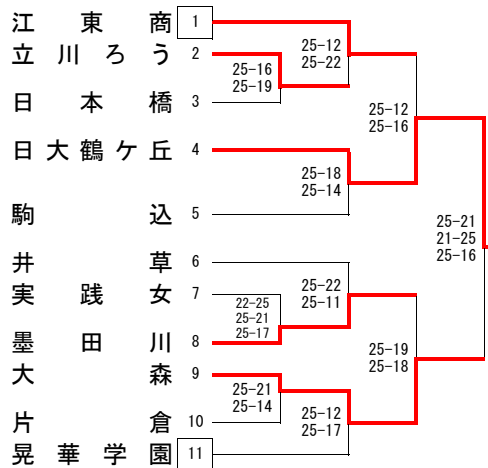 江東商 1
立川ろう 2
25-16
25-19
日本橋 3
25-12
25-22
日大鶴ケ丘 4
25-18
25-14
駒込 5
25-12
25-16
井草 6
実践女 7
22-25
25-21
25-17
墨田川 8
25-22
25-11
大森 9
25-21
25-14
片倉 10
25-12
25-17
晃華学園 11
25-19
25-18
25-21
21-25
25-16